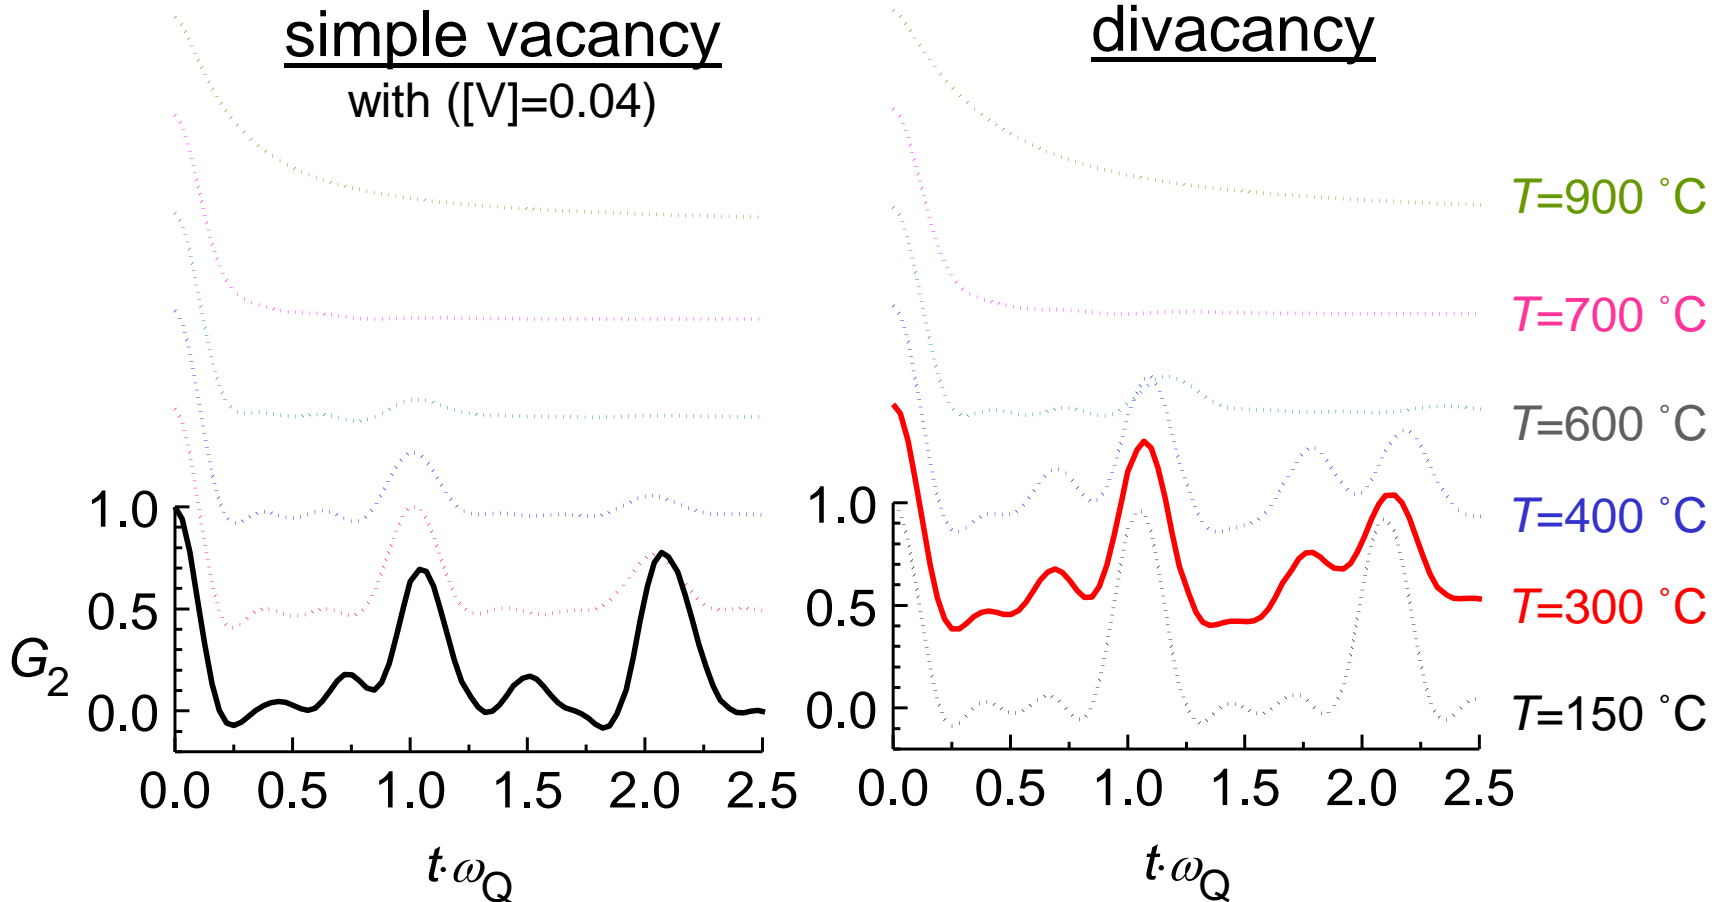 simple vacancy
with ([V]=0.04)
divacancy
T=900 °C
T=700 °C
T=600 °C
T=400 °C
T=300 °C
T=150 °C
1.0
0.5
0.0
G2
0.0 0.5 1.0 1.5 2.0 2.5
t·ωQ
1.0
0.5
0.0
0.0 0.5 1.0 1.5 2.0 2.5
t·ωQ